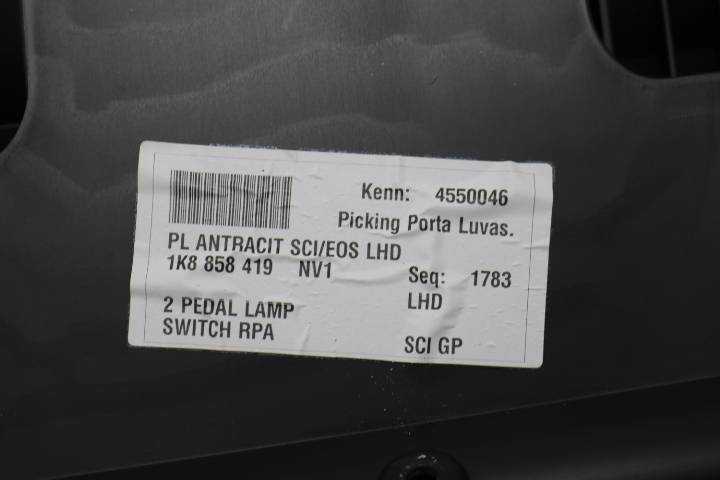 Kenn: 4550046
Picking Porta Luvas.
PL ANTRACIT SCI/EOS LHD
1K8 858 419 NV1 Seq: 1783
2 PEDAL LAMP LHD
SWITCH RPA SCI GP